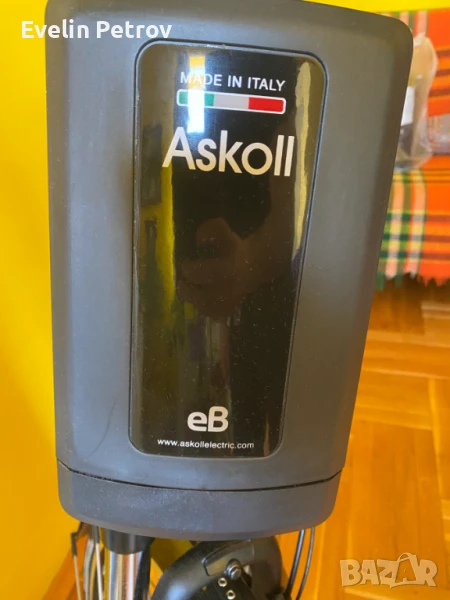 Evelin Petrov
MADE IN ITALY
Askoll
eB
www.askollelectric.com
BAZAR